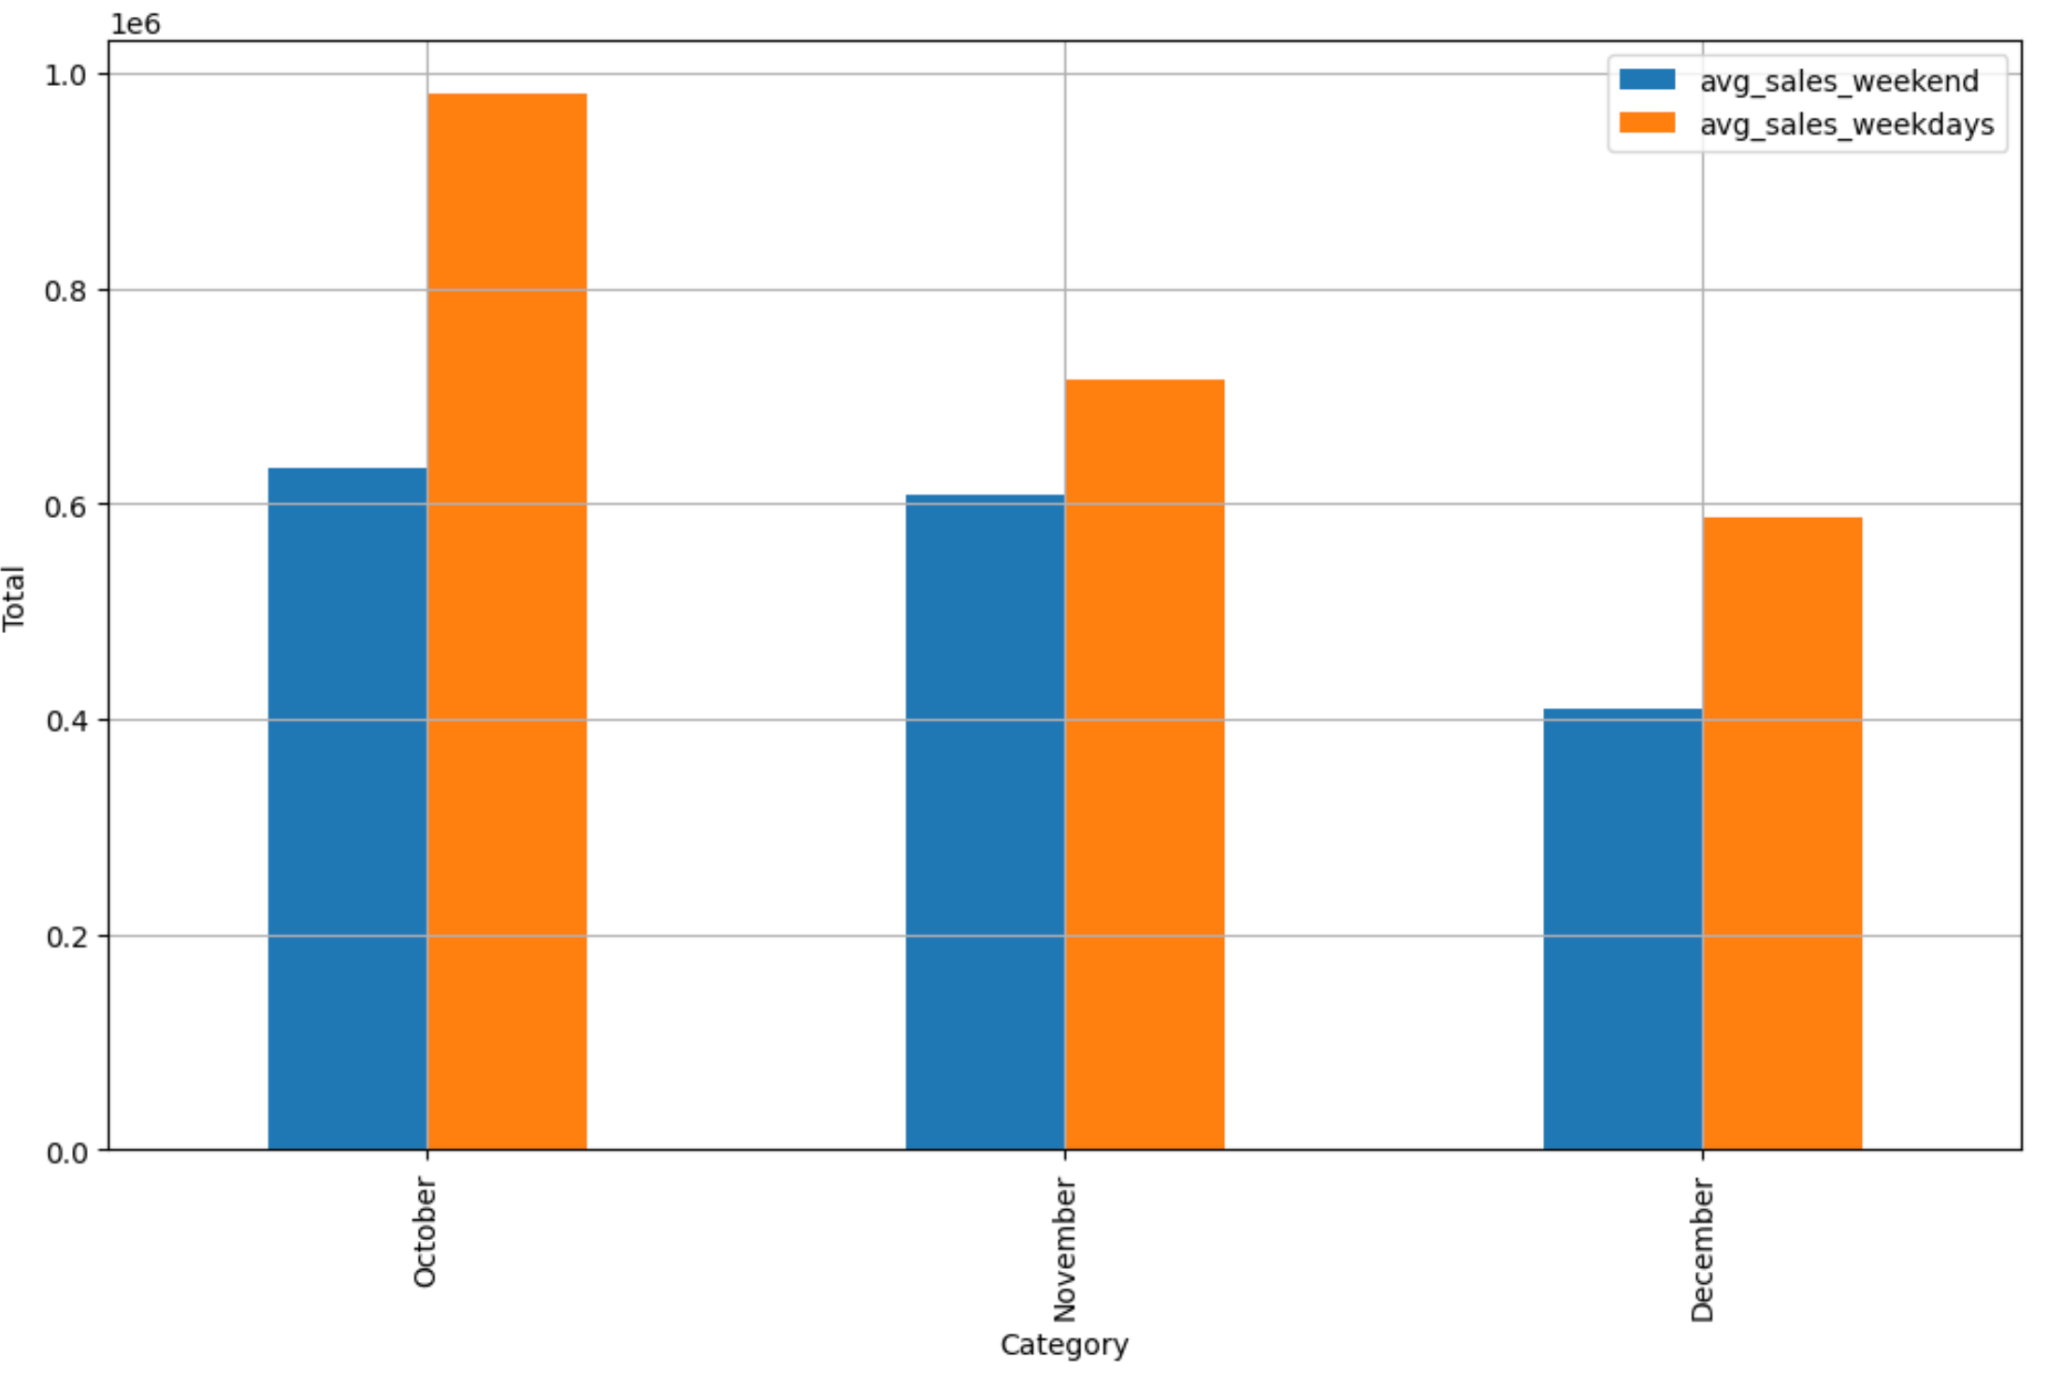 1e6
1.0
0.8
0.6
0.4
0.2
0.0
Total
avg_sales_weekend
avg_sales_weekdays
October
November
December
Category